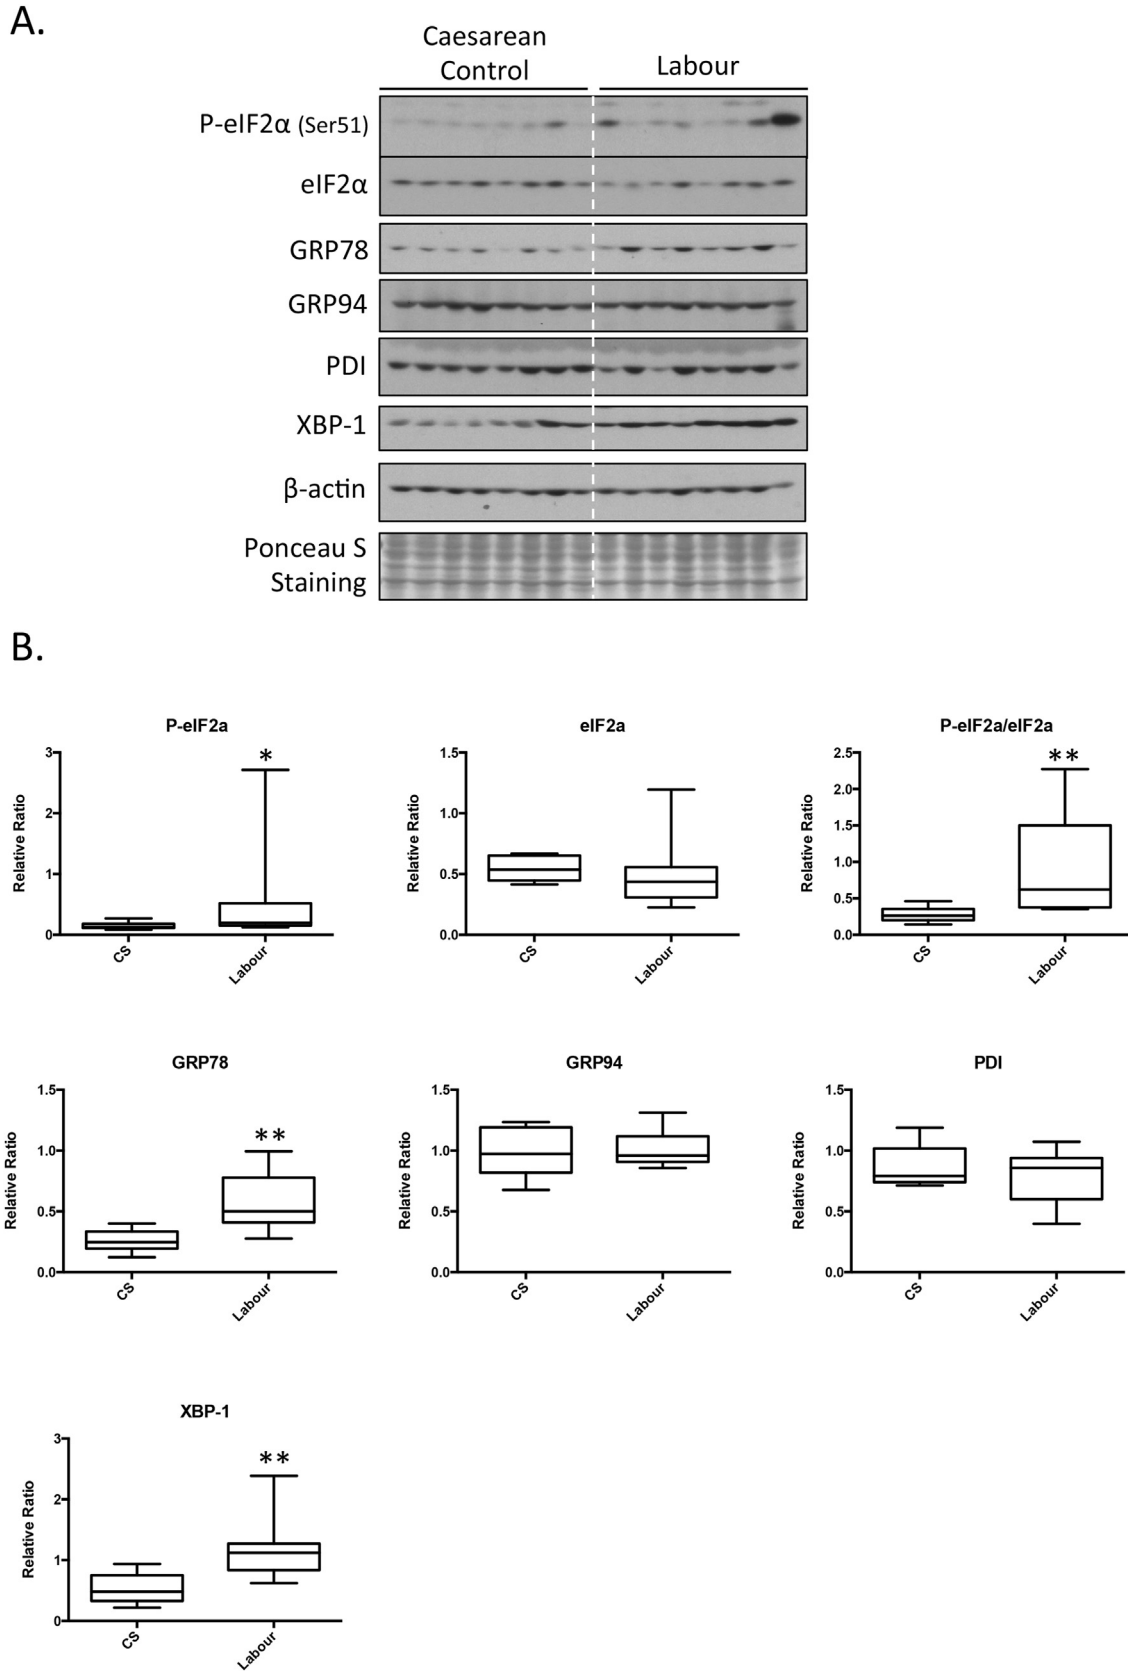 A.
Caesarean
Control
Labour
P-eIF2α (Ser51)
eIF2α
GRP78
GRP94
PDI
XBP-1
β-actin
Ponceau S
Staining
B.
P-eIF2a
*
3
2
1
0
Relative Ratio
CS
Labour
eIF2a
1.5
1.0
0.5
0.0
Relative Ratio
CS
Labour
P-eIF2a/eIF2a
**
2.5
2.0
1.5
1.0
0.5
0.0
Relative Ratio
CS
Labour
GRP78
**
1.5
1.0
0.5
0.0
Relative Ratio
CS
Labour
GRP94
1.5
1.0
0.5
0.0
Relative Ratio
CS
Labour
PDI
1.5
1.0
0.5
0.0
Relative Ratio
CS
Labour
XBP-1
**
3
2
1
0
Relative Ratio
CS
Labour